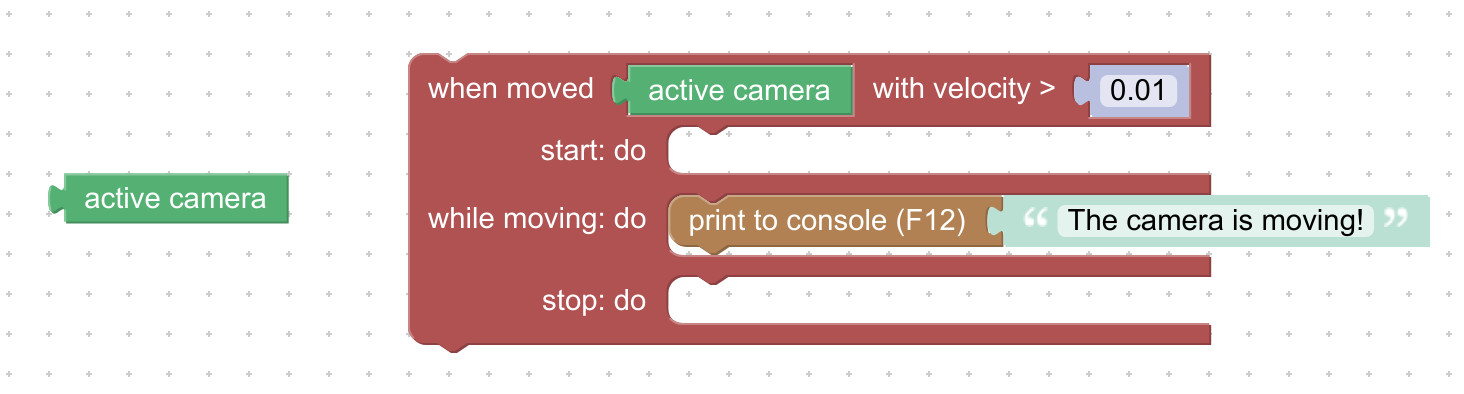 active camera
when moved active camera with velocity > 0.01
start: do
while moving: do print to console (F12) “ The camera is moving! ”
stop: do